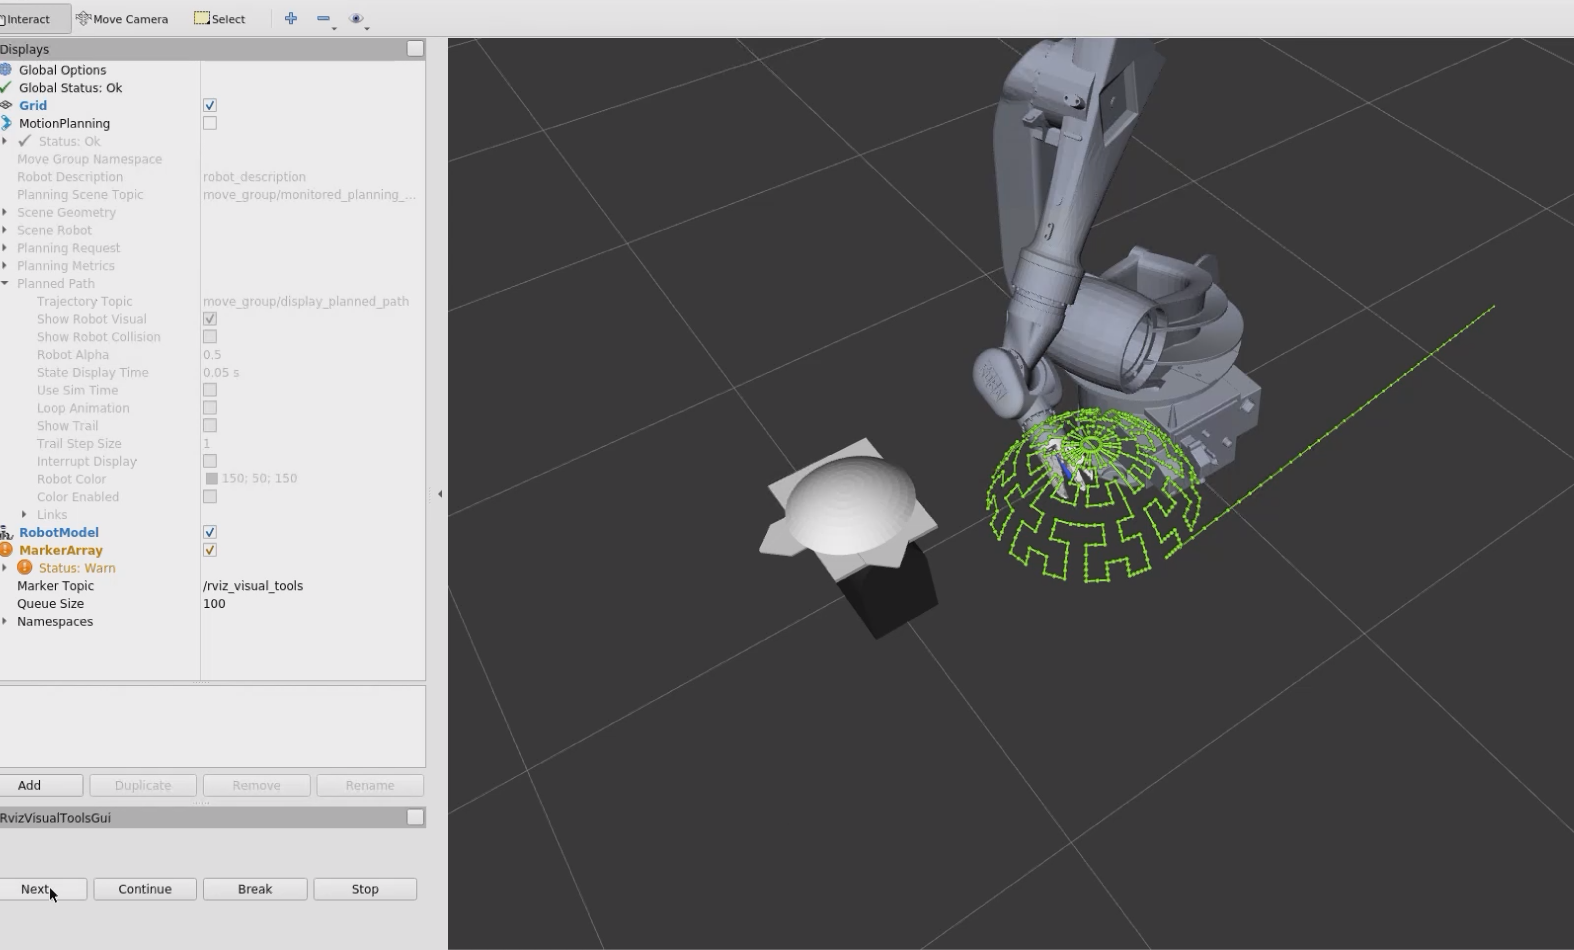 Interact Move Camera Select
Displays
Global Options
Global Status: Ok
Grid
MotionPlanning
Status: Ok
Move Group Namespace
Robot Description robot_description
Planning Scene Topic move_group/monitored_planning_...
Scene Geometry
Scene Robot
Planning Request
Planning Metrics
Planned Path
Trajectory Topic move_group/display_planned_path
Show Robot Visual
Show Robot Collision
Robot Alpha 0.5
State Display Time 0.05 s
Use Sim Time
Loop Animation
Show Trail
Trail Step Size 1
Interrupt Display
Robot Color 150; 50; 150
Color Enabled
Links
RobotModel
MarkerArray
Status: Warn
Marker Topic /rviz_visual_tools
Queue Size 100
Namespaces
Add Duplicate Remove Rename
RvizVisualToolsGui
Next Continue Break Stop